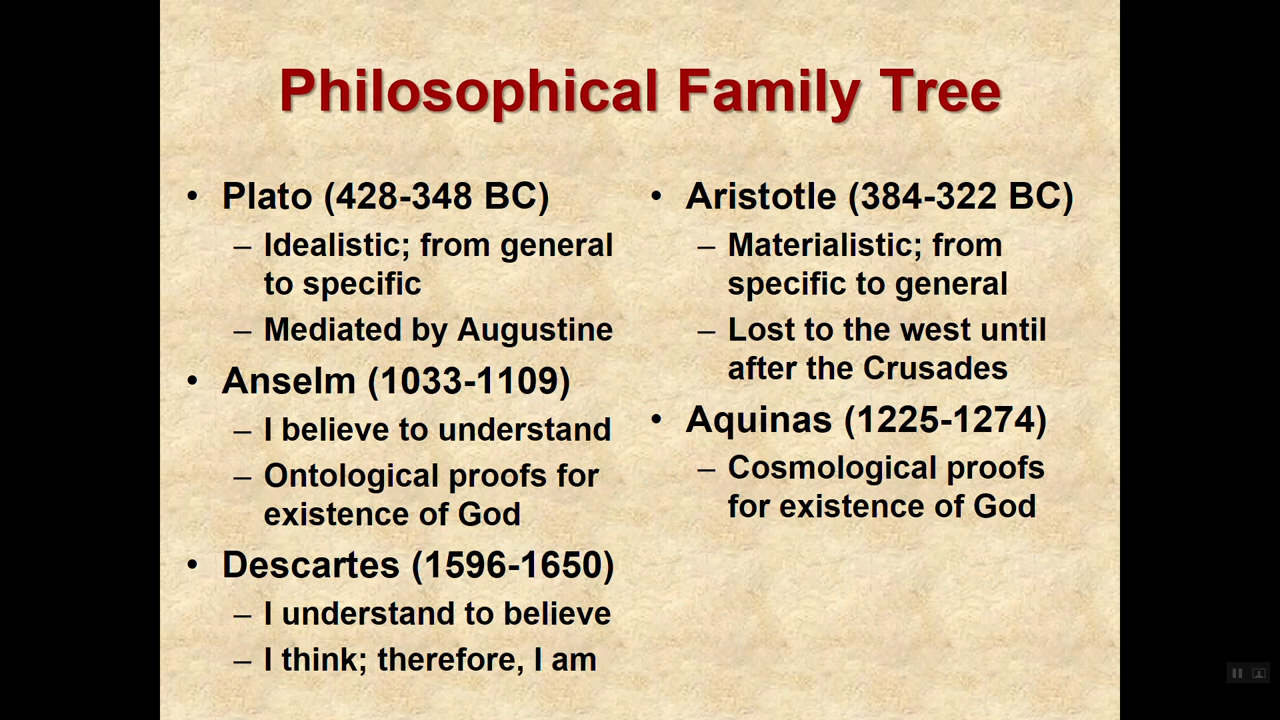 Philosophical Family Tree
• Plato (428-348 BC)
– Idealistic; from general
to specific
– Mediated by Augustine
• Anselm (1033-1109)
– I believe to understand
– Ontological proofs for
existence of God
• Descartes (1596-1650)
– I understand to believe
– I think; therefore, I am
• Aristotle (384-322 BC)
– Materialistic; from
specific to general
– Lost to the west until
after the Crusades
• Aquinas (1225-1274)
– Cosmological proofs
for existence of God